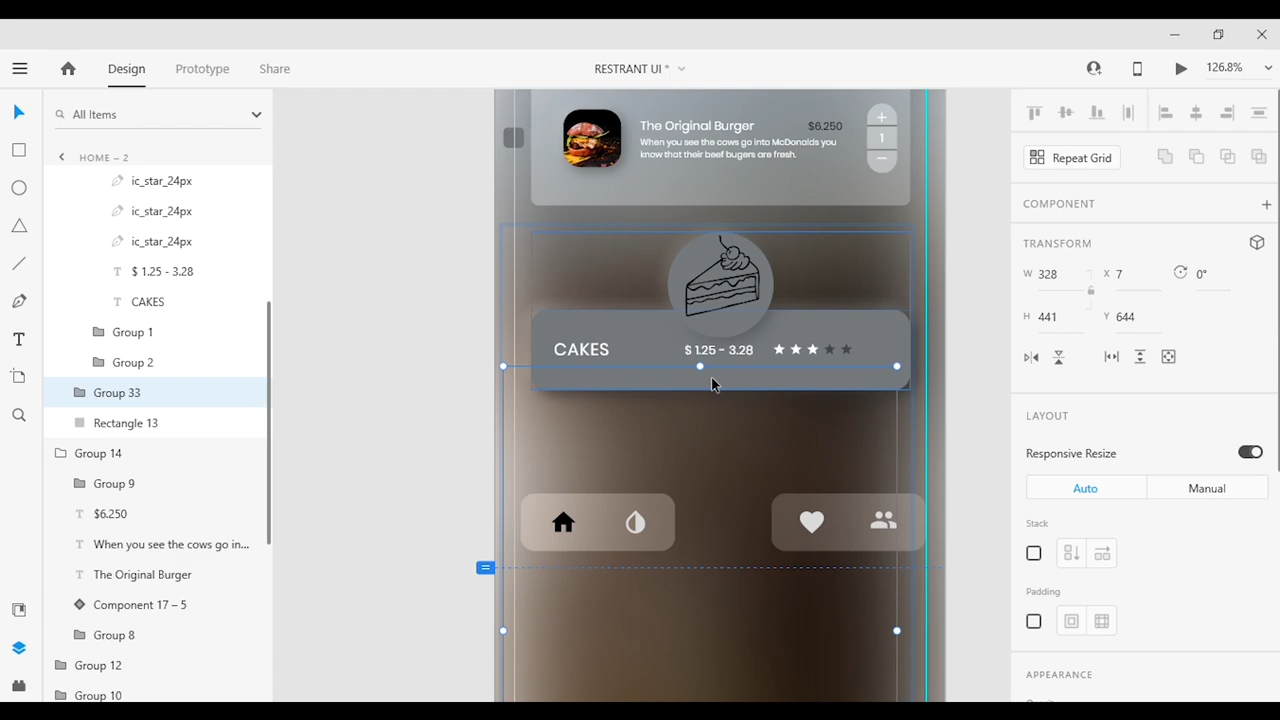 Design
Prototype
Share
RESTRANT UI *
126.8%
All Items
HOME – 2
ic_star_24px
ic_star_24px
ic_star_24px
$ 1.25 - 3.28
CAKES
Group 1
Group 2
Group 33
Rectangle 13
Group 14
Group 9
$6.250
When you see the cows go in...
The Original Burger
Component 17 – 5
Group 8
Group 12
Group 10
The Original Burger
$6.250
When you see the cows go into McDonalds you
know that their beef bugers are fresh.
1
CAKES
$ 1.25 - 3.28
Repeat Grid
COMPONENT
TRANSFORM
W 328
X 7
0°
H 441
Y 644
LAYOUT
Responsive Resize
Auto
Manual
Stack
Padding
APPEARANCE